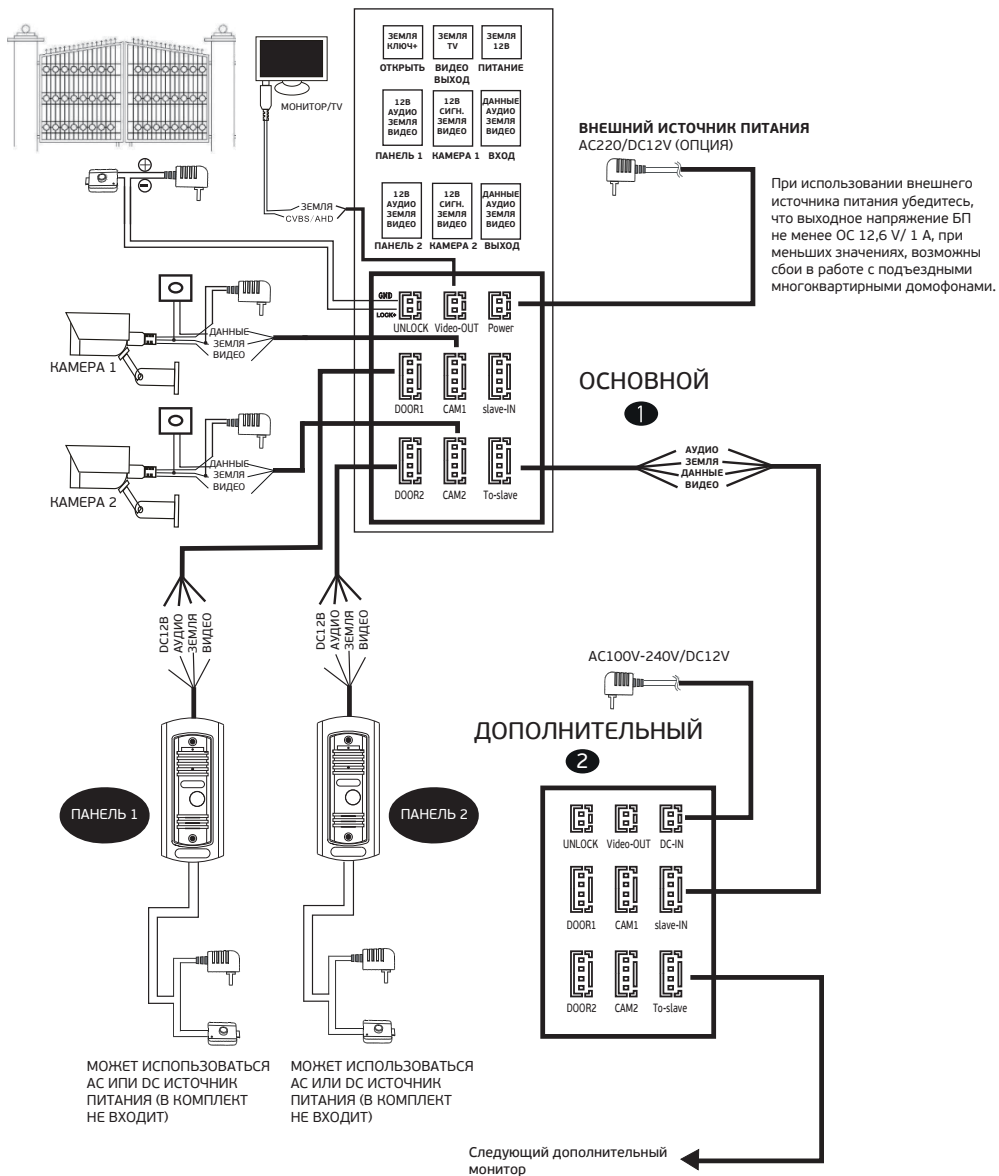 ЗЕМЛЯ
КЛЮЧ+
ОТКРЫТЬ
ЗЕМЛЯ
TV
ВИДЕО
ВЫХОД
ЗЕМЛЯ
12В
ПИТАНИЕ
МОНИТОР/TV
12В
АУДИО
ЗЕМЛЯ
ВИДЕО
ПАНЕЛЬ 1
12В
СИГН.
ЗЕМЛЯ
ВИДЕО
КАМЕРА 1
ДАННЫЕ
АУДИО
ЗЕМЛЯ
ВИДЕО
ВХОД
12В
АУДИО
ЗЕМЛЯ
ВИДЕО
ПАНЕЛЬ 2
12В
СИГН.
ЗЕМЛЯ
ВИДЕО
КАМЕРА 2
ДАННЫЕ
АУДИО
ЗЕМЛЯ
ВИДЕО
ВЫХОД
ВНЕШНИЙ ИСТОЧНИК ПИТАНИЯ
AC220/DC12V (ОПЦИЯ)
При использовании внешнего
источника питания убедитесь,
что выходное напряжение БП
не менее ОС 12,6 V/ 1 А, при
меньших значениях, возможны
сбои в работе с подъездными
многоквартирными домофонами.
ЗЕМЛЯ
CVBS/AHD
GND
LOCK+
UNLOCK Video-OUT Power
DOOR1 CAM1 slave-IN
DOOR2 CAM2 To-slave
ДАННЫЕ
ЗЕМЛЯ
ВИДЕО
КАМЕРА 1
ДАННЫЕ
ЗЕМЛЯ
ВИДЕО
КАМЕРА 2
ОСНОВНОЙ
1
АУДИО
ЗЕМЛЯ
ДАННЫЕ
ВИДЕО
DC12В
АУДИО
ЗЕМЛЯ
ВИДЕО
DC12В
АУДИО
ЗЕМЛЯ
ВИДЕО
ПАНЕЛЬ 1
ПАНЕЛЬ 2
AC100V-240V/DC12V
ДОПОЛНИТЕЛЬНЫЙ
2
UNLOCK Video-OUT DC-IN
DOOR1 CAM1 slave-IN
DOOR2 CAM2 To-slave
МОЖЕТ ИСПОПЬЗОВАТЬСЯ
АС ИПИ DC ИСТОЧНИК
ПИТАНИЯ (В КОМПЛЕКТ
НЕ ВХОДИТ)
МОЖЕТ ИСПОЛЬЗОВАТЬСЯ
АС ИЛИ DC ИСТОЧНИК
ПИТАНИЯ (В КОМПЛЕКТ
НЕ ВХОДИТ)
Следующий дополнительный
монитор